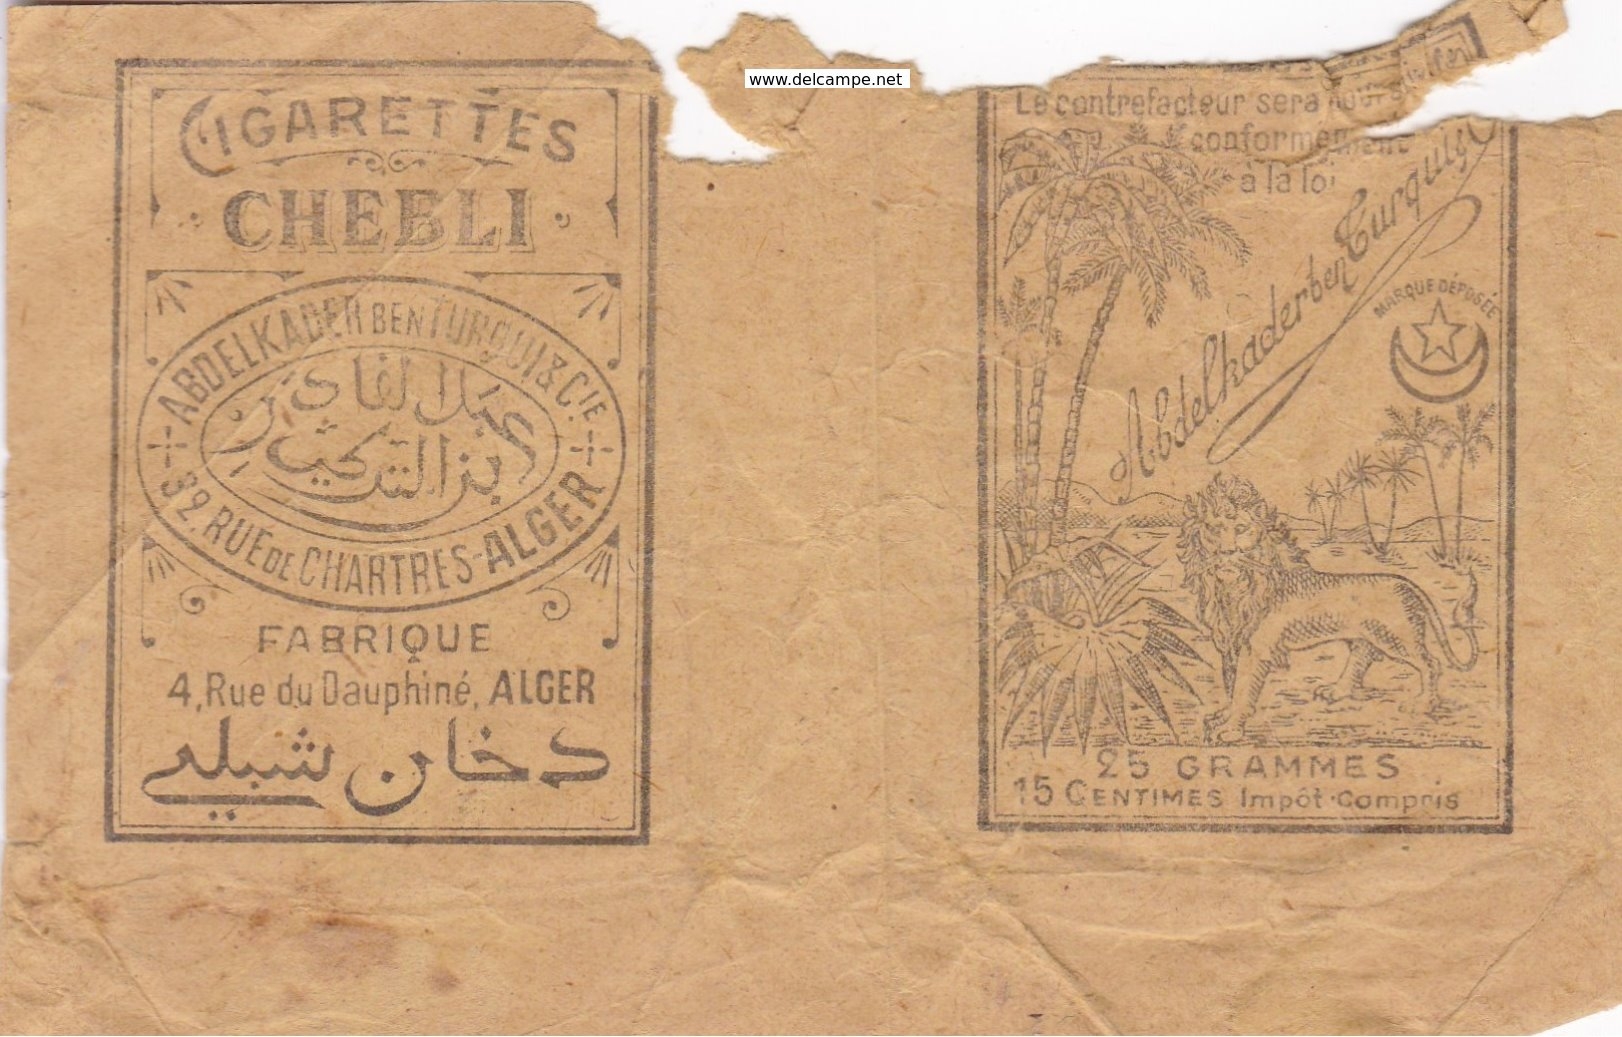 www.delcampe.net
CIGARETTES
CHEBLI
ABDELKADER BEN TURQUI & CIE
عبد القادر
بن التركي
32 RUE DE CHARTRES-ALGER
FABRIQUE
4, Rue du Dauphiné, ALGER
دخان شبلي
Le contrefacteur sera
conformement
à la loi
Abdelkader ben Turqui
MARQUE DÉPOSÉE
25 GRAMMES
15 CENTIMES Impôt Compris